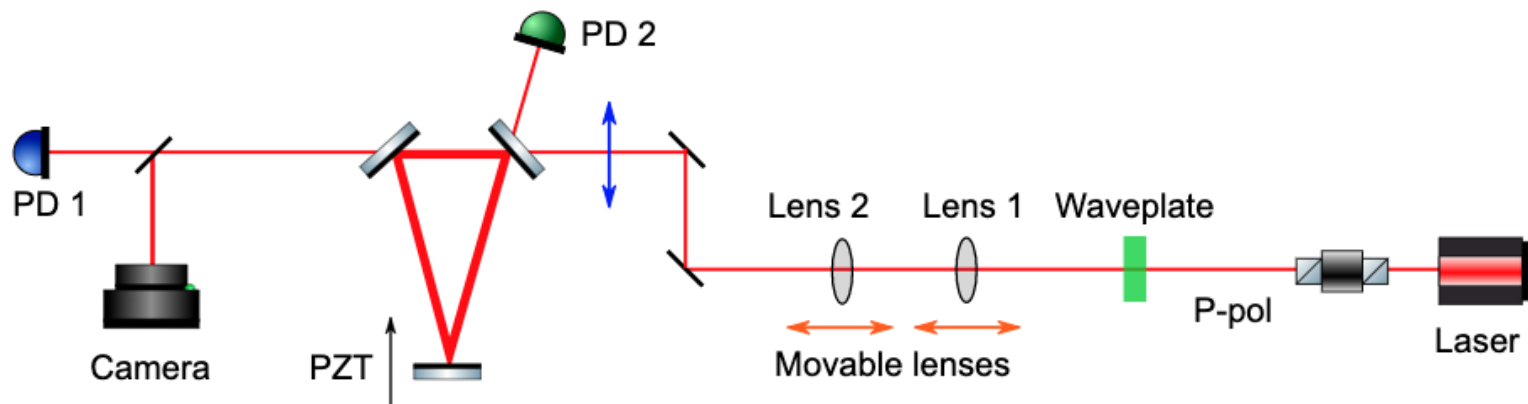 PD 2
PD 1
Lens 2
Lens 1
Waveplate
P-pol
Laser
Camera
PZT
Movable lenses